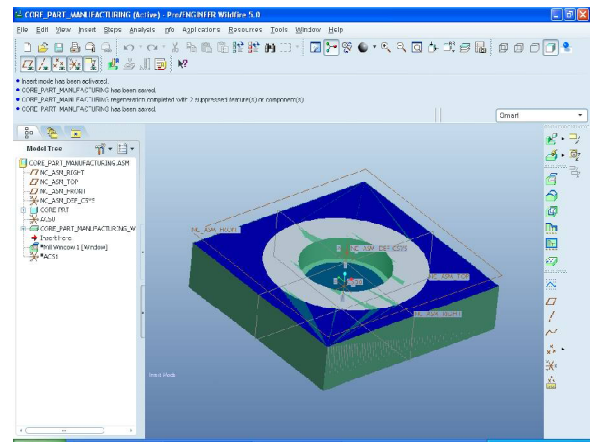 CORE_PART_MANUFACTURING (Active) - Pro/ENGINEER Wildfire 5.0
File Edit View Insert Steps Analysis Info Applications Resources Tools Window Help
• Insert mode has been activated.
• CORE_PART_MANUFACTURING has been saved.
• CORE_PART_MANUFACTURING regeneration completed with 2 suppressed feature(s) or component(s)
• CORE_PART_MANUFACTURING has been saved.
Smart
Model Tree
CORE_PART_MANUFACTURING.ASM
NC_ASM_RIGHT
NC_ASM_TOP
NC_ASM_FRONT
NC_ASM_DEF_CSYS
CORE.PRT
ACS0
CORE_PART_MANUFACTURING_W
Insert Here
*Mill Window 1 [Window]
*ACS1
NC_ASM_FRONT
NC_ASM_DEF_CSYS
NC_ASM_TOP
NC_ASM_RIGHT
Insert Mode